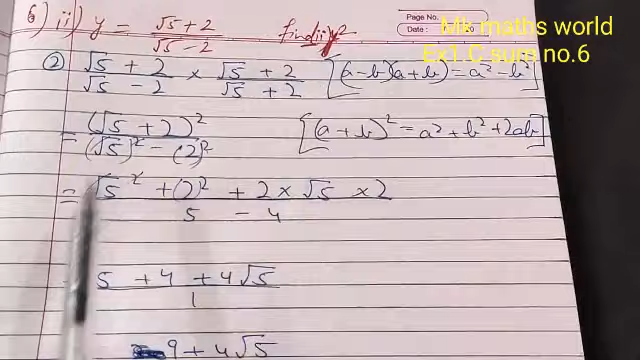 6) ii) y = √5 + 2 / √5 - 2 find ii) y²
Page No.
Date :
Mk maths world
Ex1.C sum no.6
② √5 + 2 / √5 - 2 × √5 + 2 / √5 + 2 [(a-b)(a+b) = a² - b²]
= (√5 + 2)² / (√5)² - (2)² [(a+b)² = a² + b² + 2ab]
= √5² + (2)² + 2 × √5 × 2 / 5 - 4
5 + 4 + 4√5 / 1
9 + 4√5